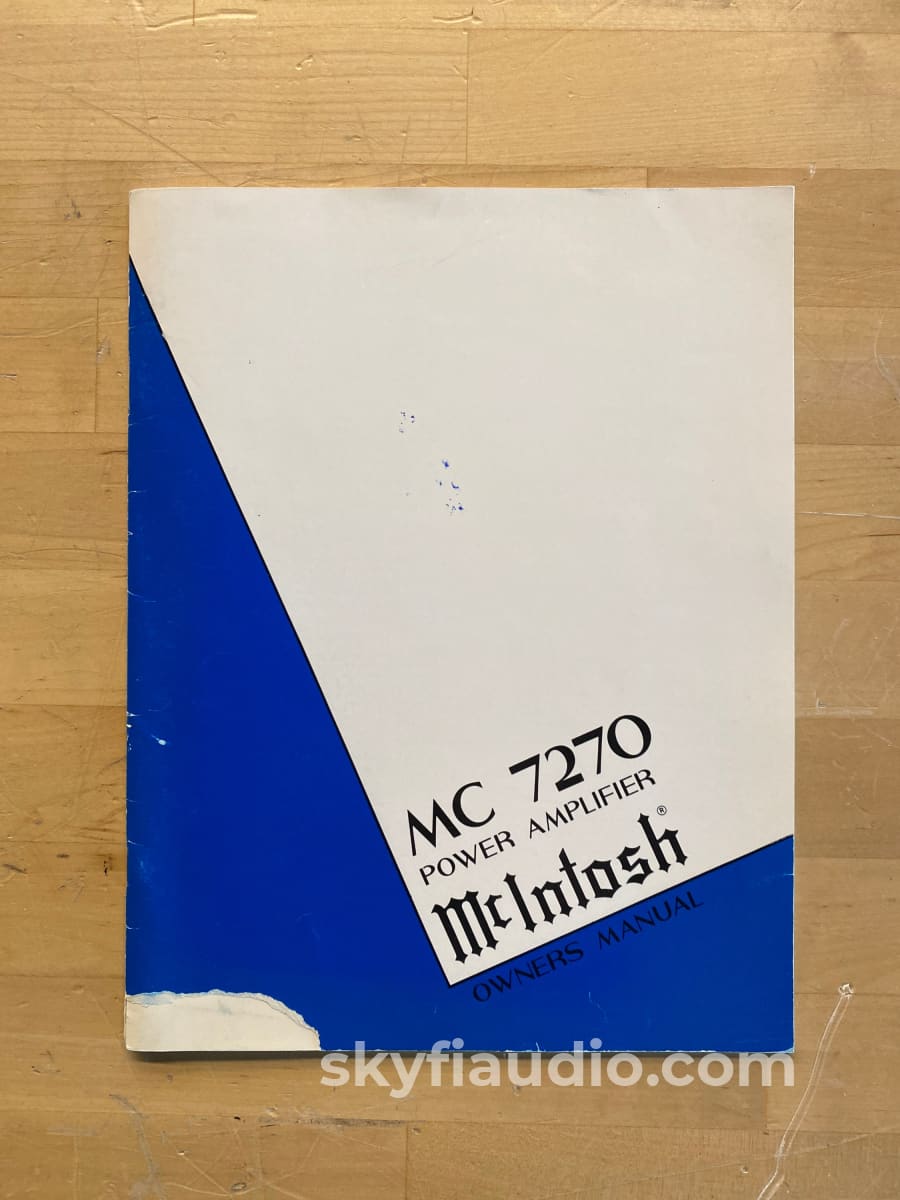 MC 7270
POWER AMPLIFIER
McIntosh®
OWNERS MANUAL
skyfiaudio.com